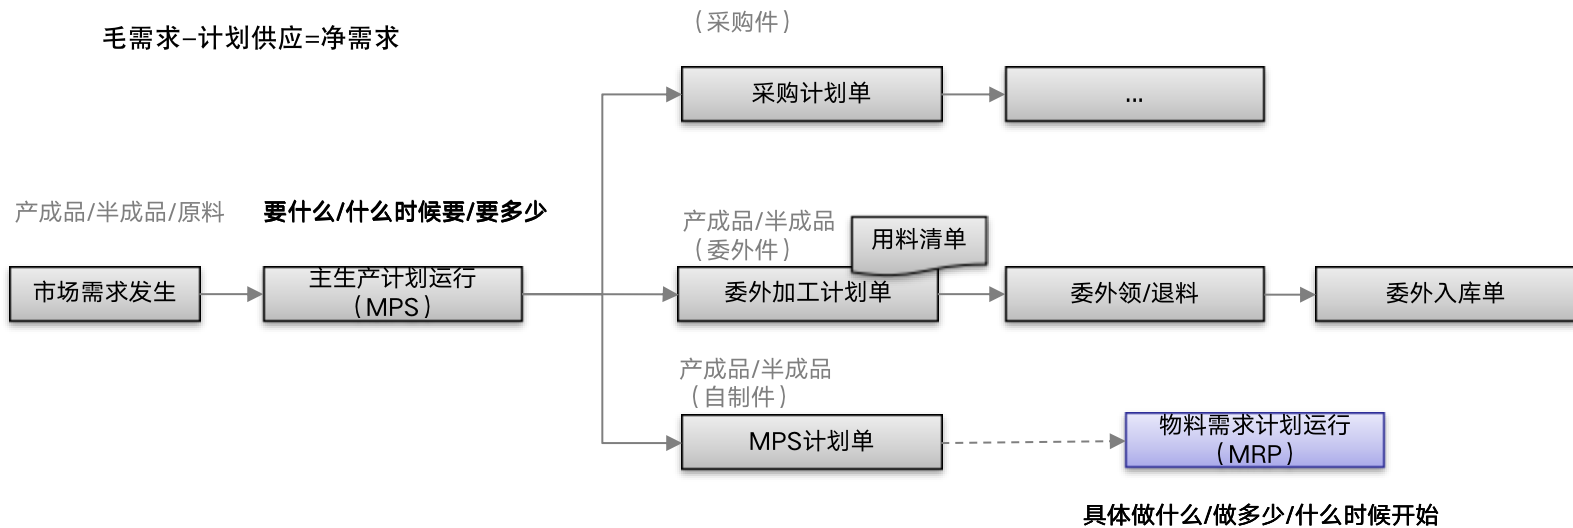 毛需求-计划供应=净需求
（采购件）
采购计划单
...
产成品/半成品/原料
要什么/什么时候要/要多少
产成品/半成品
（委外件）
用料清单
市场需求发生
主生产计划运行
（MPS）
委外加工计划单
委外领/退料
委外入库单
产成品/半成品
（自制件）
MPS计划单
物料需求计划运行
（MRP）
具体做什么/做多少/什么时候开始